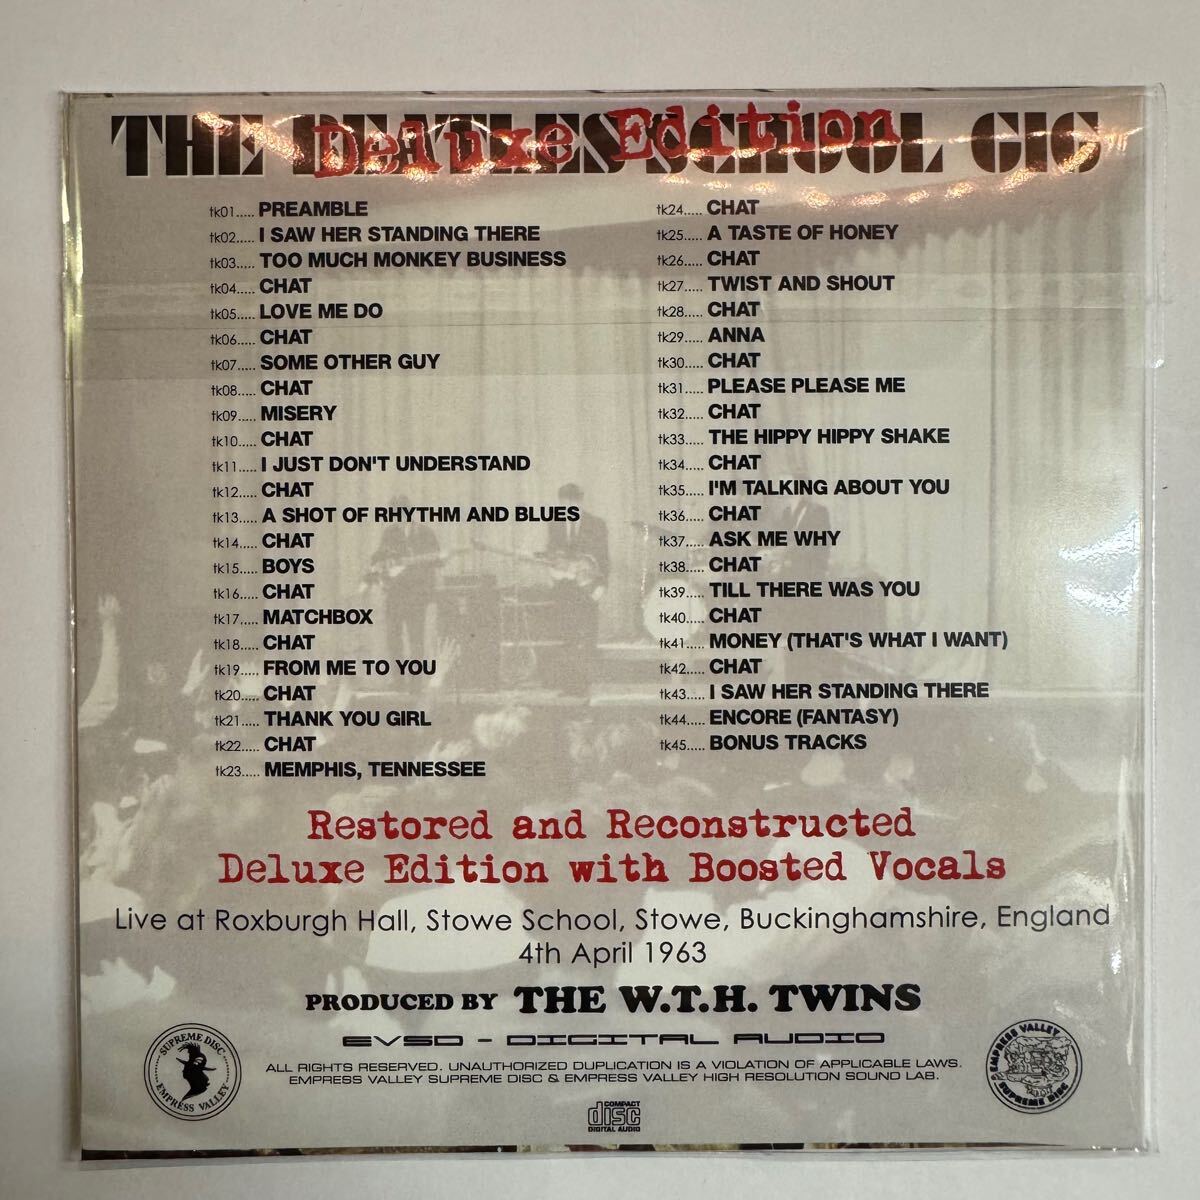 THE BEATLES SCHOOL GIG
Deluxe Edition
tk01..... PREAMBLE
tk02..... I SAW HER STANDING THERE
tk03..... TOO MUCH MONKEY BUSINESS
tk04..... CHAT
tk05..... LOVE ME DO
tk06..... CHAT
tk07..... SOME OTHER GUY
tk08..... CHAT
tk09..... MISERY
tk10..... CHAT
tk11..... I JUST DON'T UNDERSTAND
tk12..... CHAT
tk13..... A SHOT OF RHYTHM AND BLUES
tk14..... CHAT
tk15..... BOYS
tk16..... CHAT
tk17..... MATCHBOX
tk18..... CHAT
tk19..... FROM ME TO YOU
tk20..... CHAT
tk21..... THANK YOU GIRL
tk22..... CHAT
tk23..... MEMPHIS, TENNESSEE
tk24..... CHAT
tk25..... A TASTE OF HONEY
tk26..... CHAT
tk27..... TWIST AND SHOUT
tk28..... CHAT
tk29..... ANNA
tk30..... CHAT
tk31..... PLEASE PLEASE ME
tk32..... CHAT
tk33..... THE HIPPY HIPPY SHAKE
tk34..... CHAT
tk35..... I'M TALKING ABOUT YOU
tk36..... CHAT
tk37..... ASK ME WHY
tk38..... CHAT
tk39..... TILL THERE WAS YOU
tk40..... CHAT
tk41..... MONEY (THAT'S WHAT I WANT)
tk42..... CHAT
tk43..... I SAW HER STANDING THERE
tk44..... ENCORE (FANTASY)
tk45..... BONUS TRACKS
Restored and Reconstructed
Deluxe Edition with Boosted Vocals
Live at Roxburgh Hall, Stowe School, Stowe, Buckinghamshire, England
4th April 1963
PRODUCED BY THE W.T.H. TWINS
EVSD - DIGITAL AUDIO
ALL RIGHTS RESERVED. UNAUTHORIZED DUPLICATION IS A VIOLATION OF APPLICABLE LAWS.
EMPRESS VALLEY SUPREME DISC & EMPRESS VALLEY HIGH RESOLUTION SOUND LAB.
SUPREME DISC
EMPRESS VALLEY
EMPRESS VALLEY
SUPREME DISC
COMPACT
disc
DIGITAL AUDIO